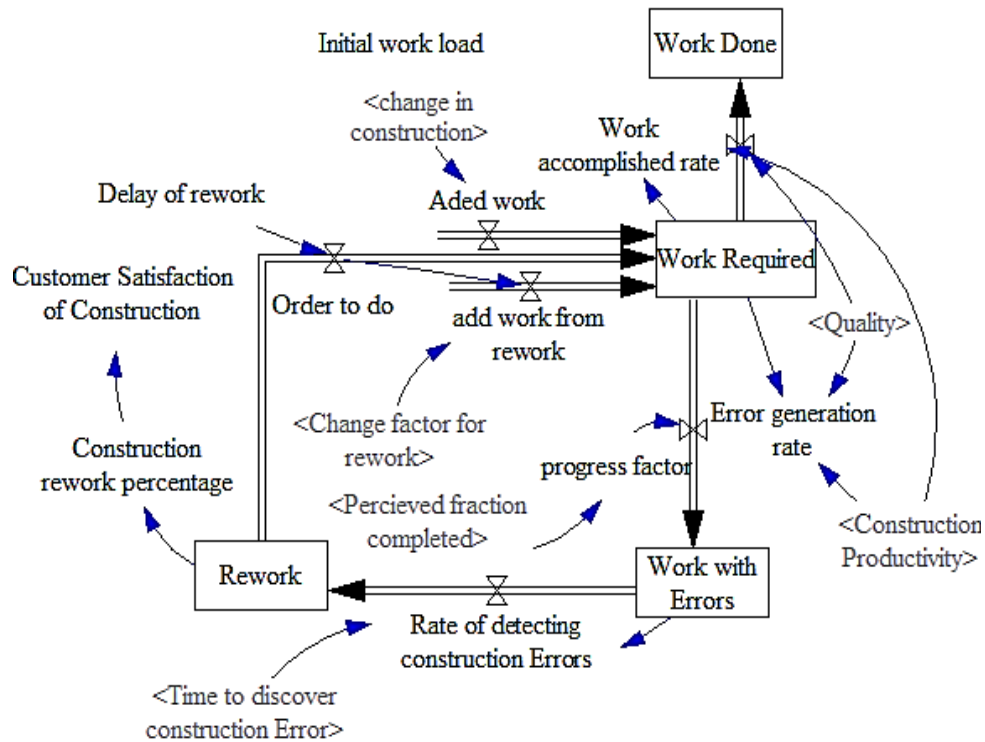 Initial work load
Work Done
<change in
construction>
Work
accomplished rate
Delay of rework
Aded work
Work Required
Customer Satisfaction
of Construction
Order to do
add work from
rework
<Quality>
<Change factor for
rework>
Error generation
rate
Construction
rework percentage
progress factor
<Percieved fraction
completed>
<Construction
Productivity>
Rework
Work with
Errors
Rate of detecting
construction Errors
<Time to discover
construction Error>